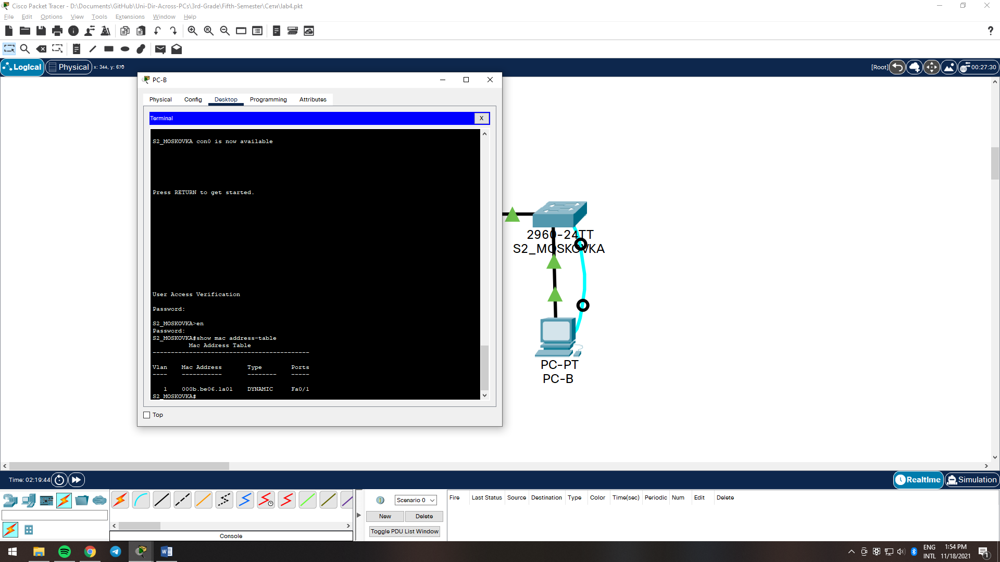 Cisco Packet Tracer - D:\Documents\GitHub\Uni-Dir-Across-PCs\3rd-Grade\Fifth-Semester\Сети\lab4.pkt
File Edit Options View Tools Extensions Window Help
Logical Physical x: 344, y: 670 [Root] 00:27:30
PC-B
Physical Config Desktop Programming Attributes
Terminal X
S2_MOSKOVKA con0 is now available
Press RETURN to get started.
User Access Verification
Password:
S2_MOSKOVKA>en
Password:
S2_MOSKOVKA#show mac address-table
Mac Address Table
-------------------------------------------
Vlan Mac Address Type Ports
---- ----------- -------- -----
1 000b.be06.1a01 DYNAMIC Fa0/1
S2_MOSKOVKA#
Top
2960-24TT
S2_MOSKOVKA
PC-PT
PC-B
Time: 02:19:44 Realtime Simulation
Scenario 0
New Delete
Toggle PDU List Window
Fire Last Status Source Destination Type Color Time(sec) Periodic Num Edit Delete
Console
ENG
INTL
1:54 PM
11/18/2021
1